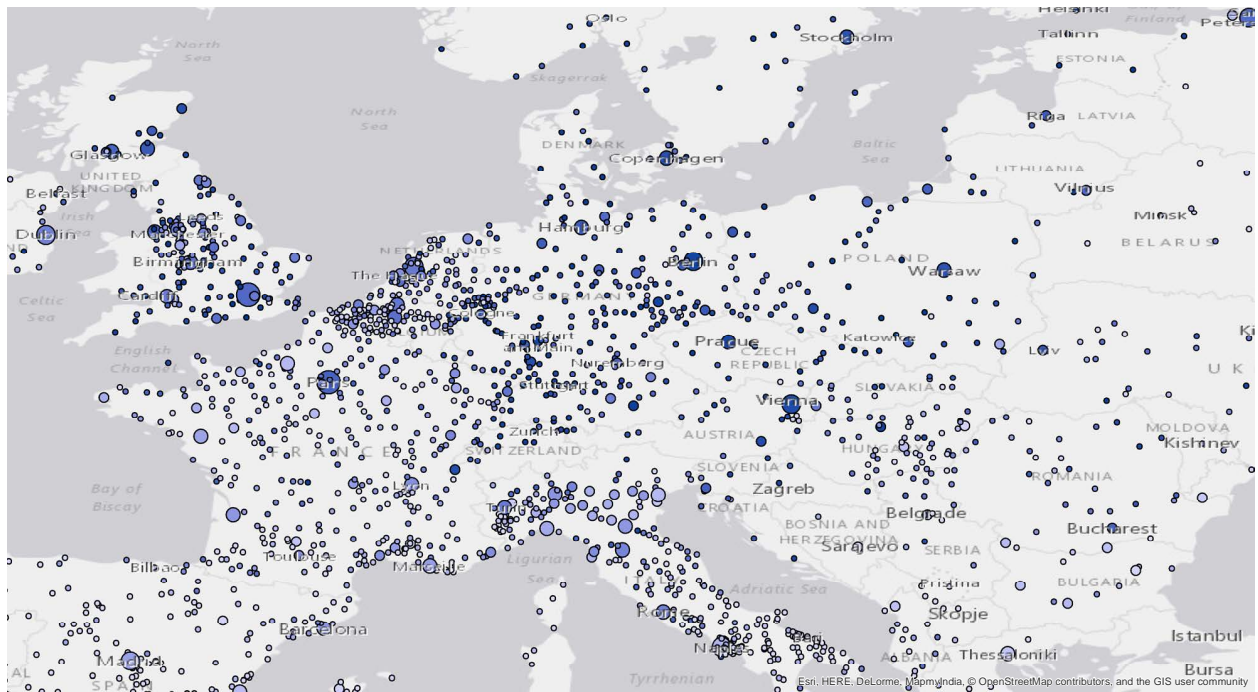 Oslo
Helsinki
Gulf
of Finland
North
Sea
Stockholm
Tallinn
ESTONIA
Skagerrak
North
Sea
Riga
LATVIA
DENMARK
Baltic
Sea
Glasgow
Copenhagen
UNITED
KINGDOM
LITHUANIA
Belfast
Vilnius
Irish
Sea
Leeds
Minsk
Dublin
Manchester
Hamburg
BELARUS
NETHERLANDS
Birmingham
Berlin
POLAND
The Hague
Warsaw
Celtic
Sea
Cardiff
GERMANY
Cologne
English
Channel
Frankfurt
am Main
Prague
Katowice
Lviv
CZECH
REPUBLIC
Nuremberg
U K
Paris
Stuttgart
SLOVAKIA
Vienna
MOLDOVA
Zurich
AUSTRIA
Kishinev
FRANCE
SWITZERLAND
HUNGARY
SLOVENIA
ROMANIA
Bay of
Biscay
Lyon
Zagreb
Turin
CROATIA
Belgrade
BOSNIA AND
HERZEGOVINA
Bucharest
Sarajevo
SERBIA
Toulouse
Marseille
Ligurian
Sea
Bilbao
ITALY
Adriatic Sea
Pristina
BULGARIA
Rome
Skopje
Barcelona
Istanbul
Naples
Bari
Madrid
ALBANIA
Thessaloniki
Bursa
SPA
Tyrrhenian
Esri, HERE, DeLorme, MapmyIndia, © OpenStreetMap contributors, and the GIS user community